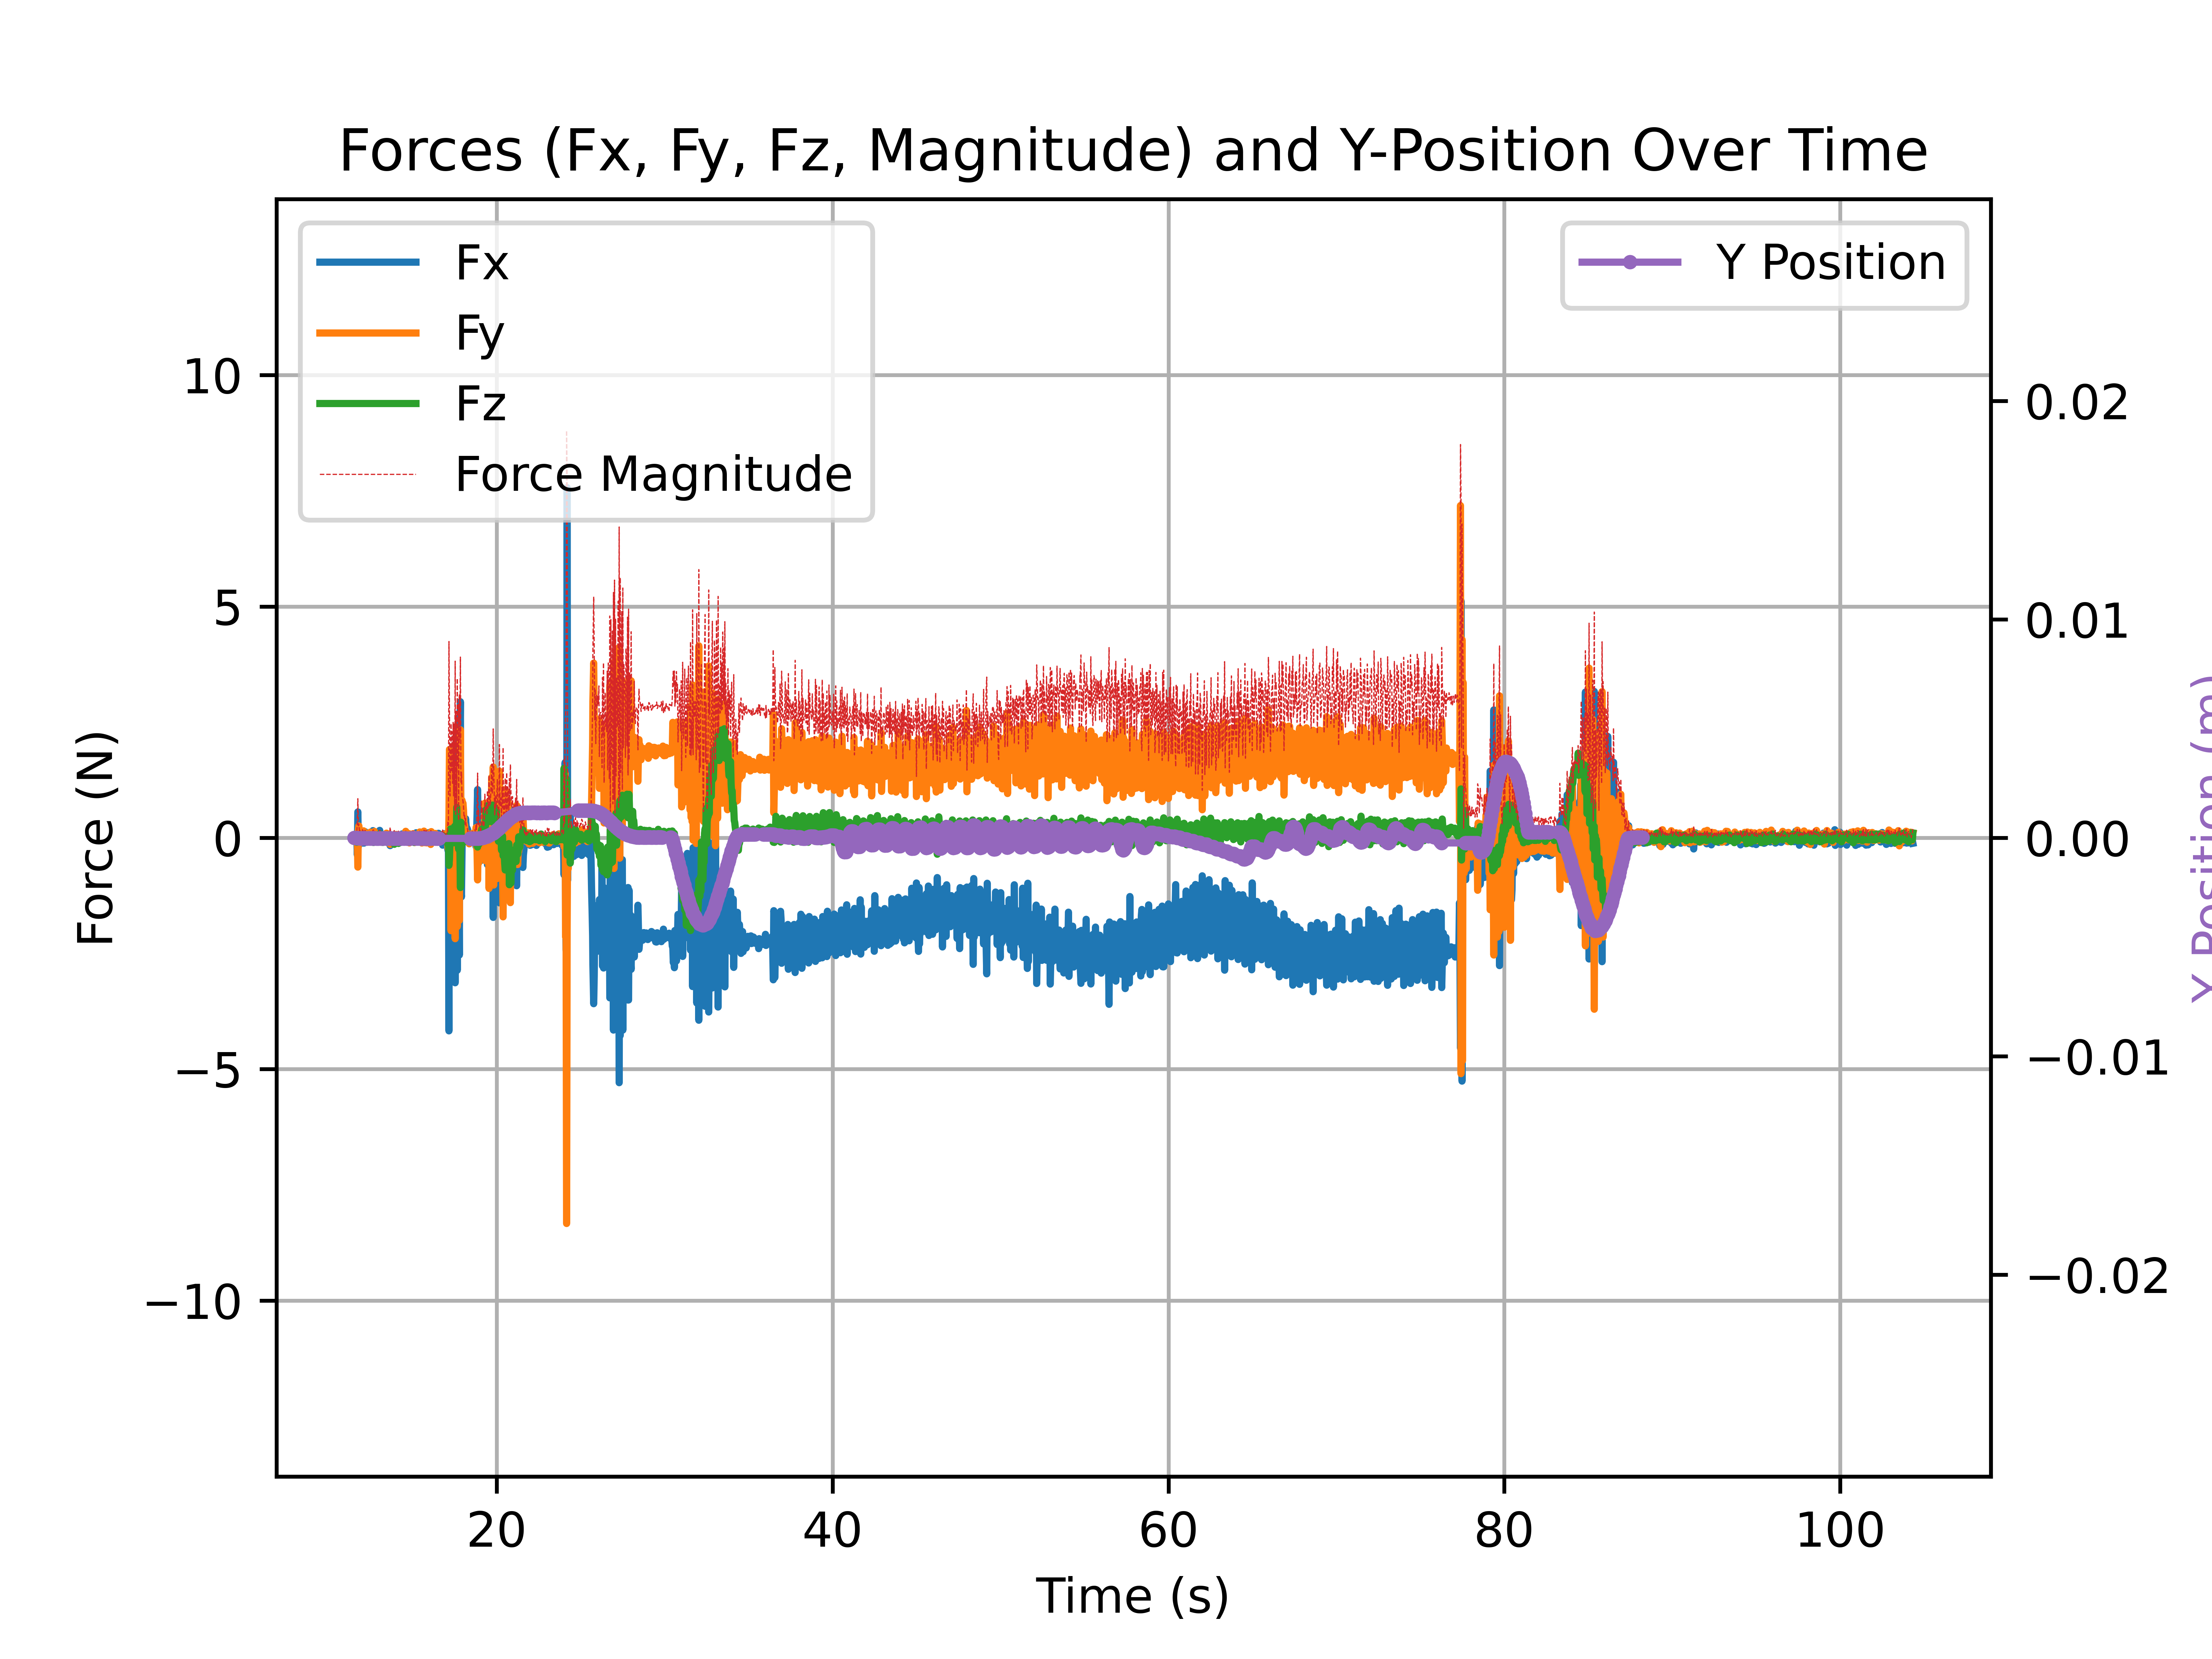 Forces (Fx, Fy, Fz, Magnitude) and Y-Position Over Time
Fx
Fy
Fz
Force Magnitude
Y Position
10
5
0
−5
−10
Force (N)
0.02
0.01
0.00
−0.01
−0.02
Y Position (m)
20
40
60
80
100
Time (s)